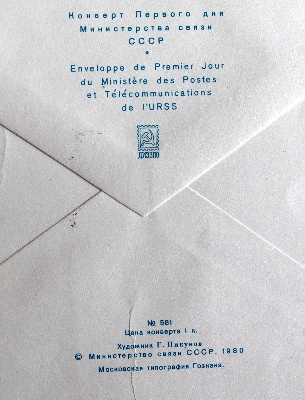 Конверт Первого дня
Министерства связи
СССР
Enveloppe de Premier Jour
du Ministère des Postes
et Télécommunications
de l'URSS
№ 581
Цена конверта 1 к.
Художник Г. Пикунов
© Министерство связи СССР. 1980
Московская типография Гознака.